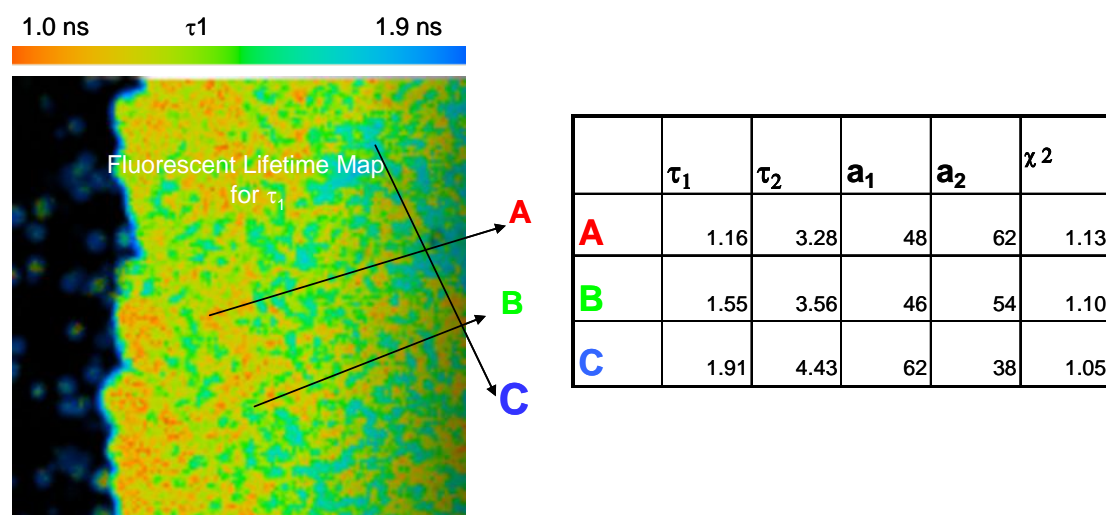 1.0 ns τ1 1.9 ns
Fluorescent Lifetime Map
for τ1
A
B
C
τ1 τ2 a1 a2 χ 2
A 1.16 3.28 48 62 1.13
B 1.55 3.56 46 54 1.10
C 1.91 4.43 62 38 1.05